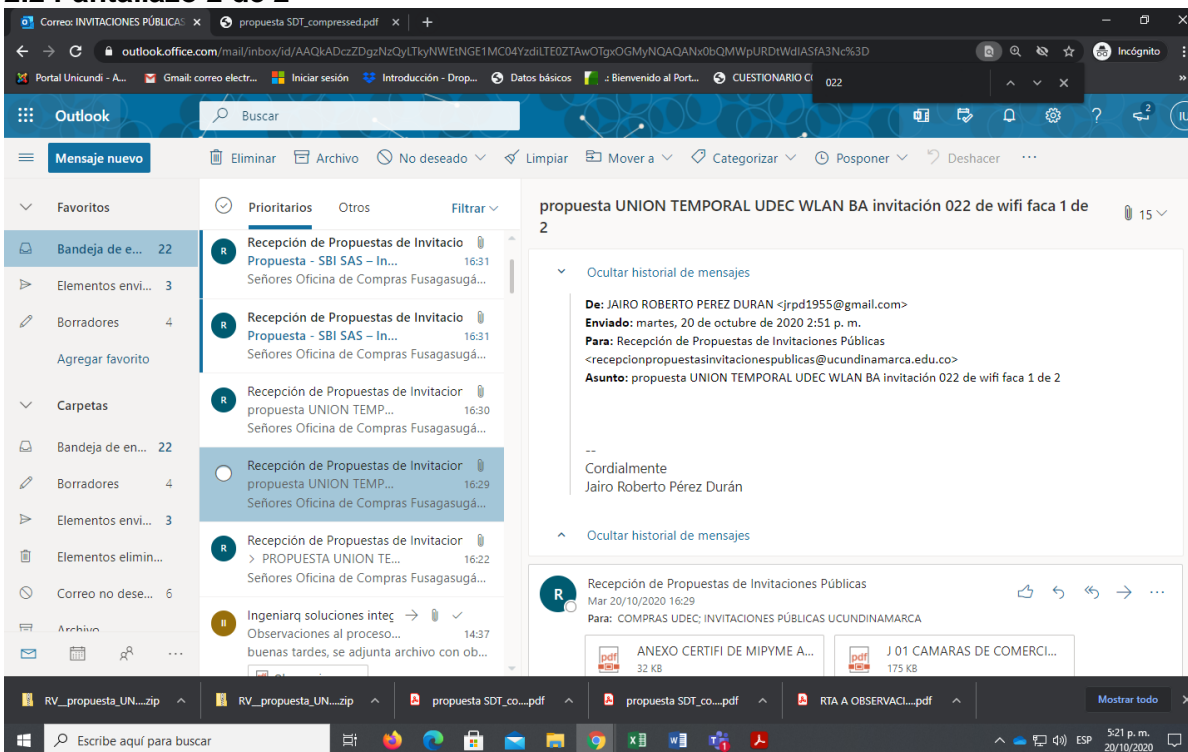 2.2 Pantallazo 2 de 2
Correo: INVITACIONES PÚBLICAS
propuesta SDT_compressed.pdf
outlook.office.com/mail/inbox/id/AAQkADczZDgzNzQyLTkyNWEtNGE1MC04YzdiLTE0ZTAwOTgxOGMyNQAQANx0bQMWpURDtWdIASfA3Nc%3D
Incógnito
Portal Unicundi - A...
Gmail: correo electr...
Iniciar sesión
Introducción - Drop...
Datos básicos
.: Bienvenido al Port...
CUESTIONARIO
022
Outlook
Buscar
2
Mensaje nuevo
Eliminar
Archivo
No deseado
Limpiar
Mover a
Categorizar
Posponer
Deshacer
Favoritos
Bandeja de e... 22
Elementos envi... 3
Borradores 4
Agregar favorito
Carpetas
Bandeja de en... 22
Borradores 4
Elementos envi... 3
Elementos elimin...
Correo no dese... 6
Archivo
Prioritarios
Otros
Filtrar
R
Recepción de Propuestas de Invitacio
Propuesta - SBI SAS – In... 16:31
Señores Oficina de Compras Fusagasugá...
R
Recepción de Propuestas de Invitacio
Propuesta - SBI SAS – In... 16:31
Señores Oficina de Compras Fusagasugá...
R
Recepción de Propuestas de Invitacior
propuesta UNION TEMP... 16:30
Señores Oficina de Compras Fusagasugá...
Recepción de Propuestas de Invitacior
propuesta UNION TEMP... 16:29
Señores Oficina de Compras Fusagasugá...
R
Recepción de Propuestas de Invitacior
> PROPUESTA UNION TE... 16:22
Señores Oficina de Compras Fusagasugá...
II
Ingeniarq soluciones integ
Observaciones al proceso... 14:37
buenas tardes, se adjunta archivo con ob...
propuesta UNION TEMPORAL UDEC WLAN BA invitación 022 de wifi faca 1 de
2
15
Ocultar historial de mensajes
De: JAIRO ROBERTO PEREZ DURAN <jrpd1955@gmail.com>
Enviado: martes, 20 de octubre de 2020 2:51 p. m.
Para: Recepción de Propuestas de Invitaciones Públicas
<recepcionpropuestasinvitacionespublicas@ucundinamarca.edu.co>
Asunto: propuesta UNION TEMPORAL UDEC WLAN BA invitación 022 de wifi faca 1 de 2
--
Cordialmente
Jairo Roberto Pérez Durán
Ocultar historial de mensajes
R
Recepción de Propuestas de Invitaciones Públicas
Mar 20/10/2020 16:29
Para: COMPRAS UDEC; INVITACIONES PÚBLICAS UCUNDINAMARCA
pdf
ANEXO CERTIFI DE MIPYME A...
32 KB
pdf
J 01 CAMARAS DE COMERCI...
175 KB
RV__propuesta_UN....zip
RV__propuesta_UN....zip
propuesta SDT_co....pdf
propuesta SDT_co....pdf
RTA A OBSERVACI....pdf
Mostrar todo
Escribe aquí para buscar
ESP
5:21 p. m.
20/10/2020